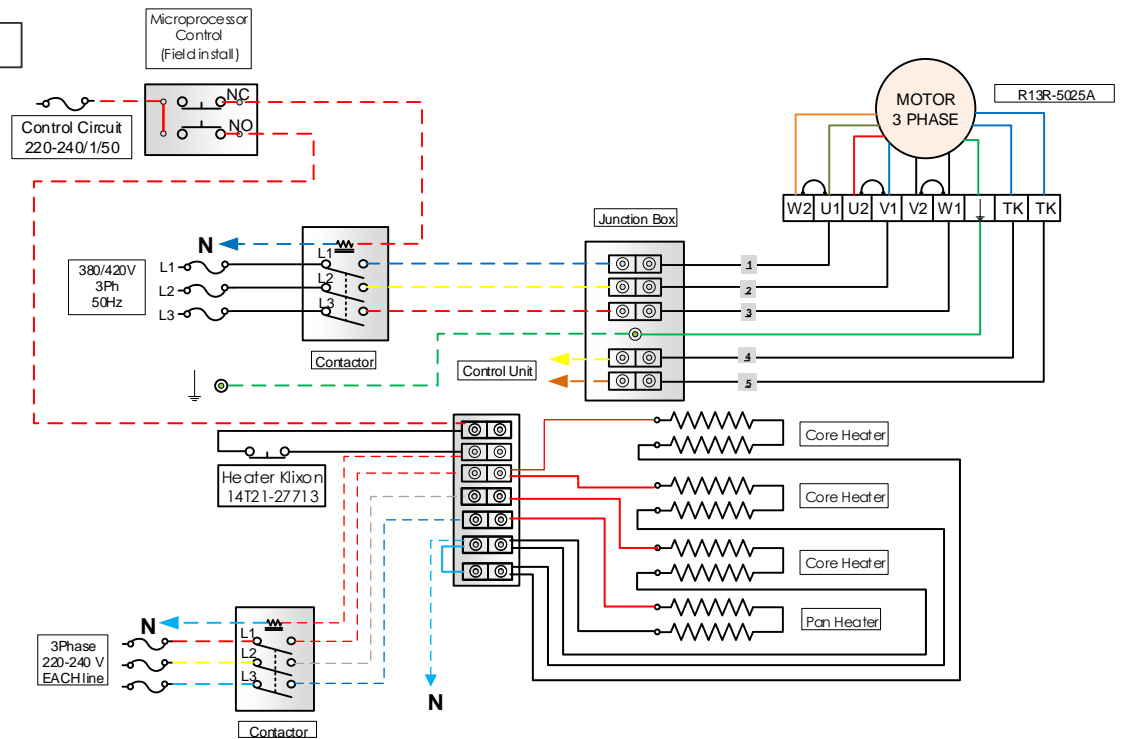 Microprocessor
Control
(Field install)
NC
NO
Control Circuit
220-240/1/50
MOTOR
3 PHASE
R13R-5025A
W2 U1 U2 V1 V2 W1 TK TK
Junction Box
N
L1
L2
L3
380/420V
3Ph
50Hz
L1
L2
L3
Contactor
1
2
3
4
5
Control Unit
Heater Klixon
14T21-27713
Core Heater
Core Heater
Core Heater
Pan Heater
N
L1
L2
L3
3Phase
220-240 V
EACH line
N
Contactor